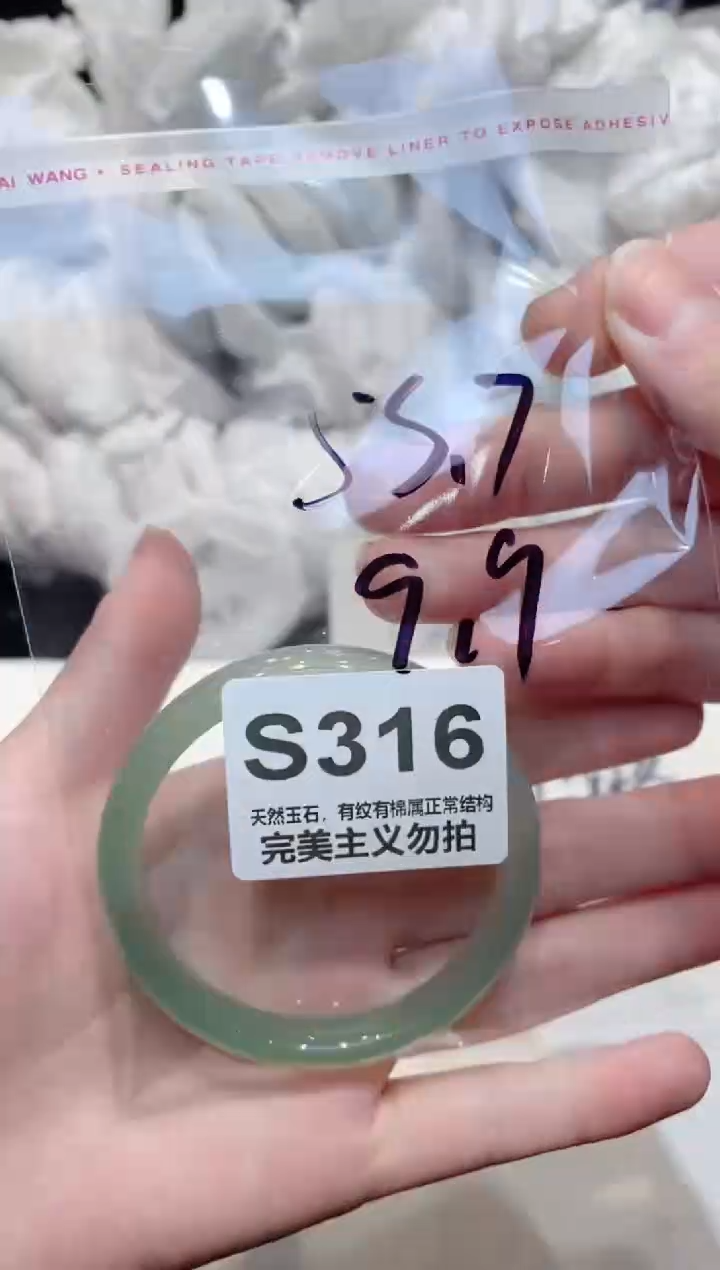 AI WANG • SEALING TAPE REMOVE LINER TO EXPOSE ADHESIV
55.7
9.9
S316
天然玉石，有纹有棉属正常结构
完美主义勿拍